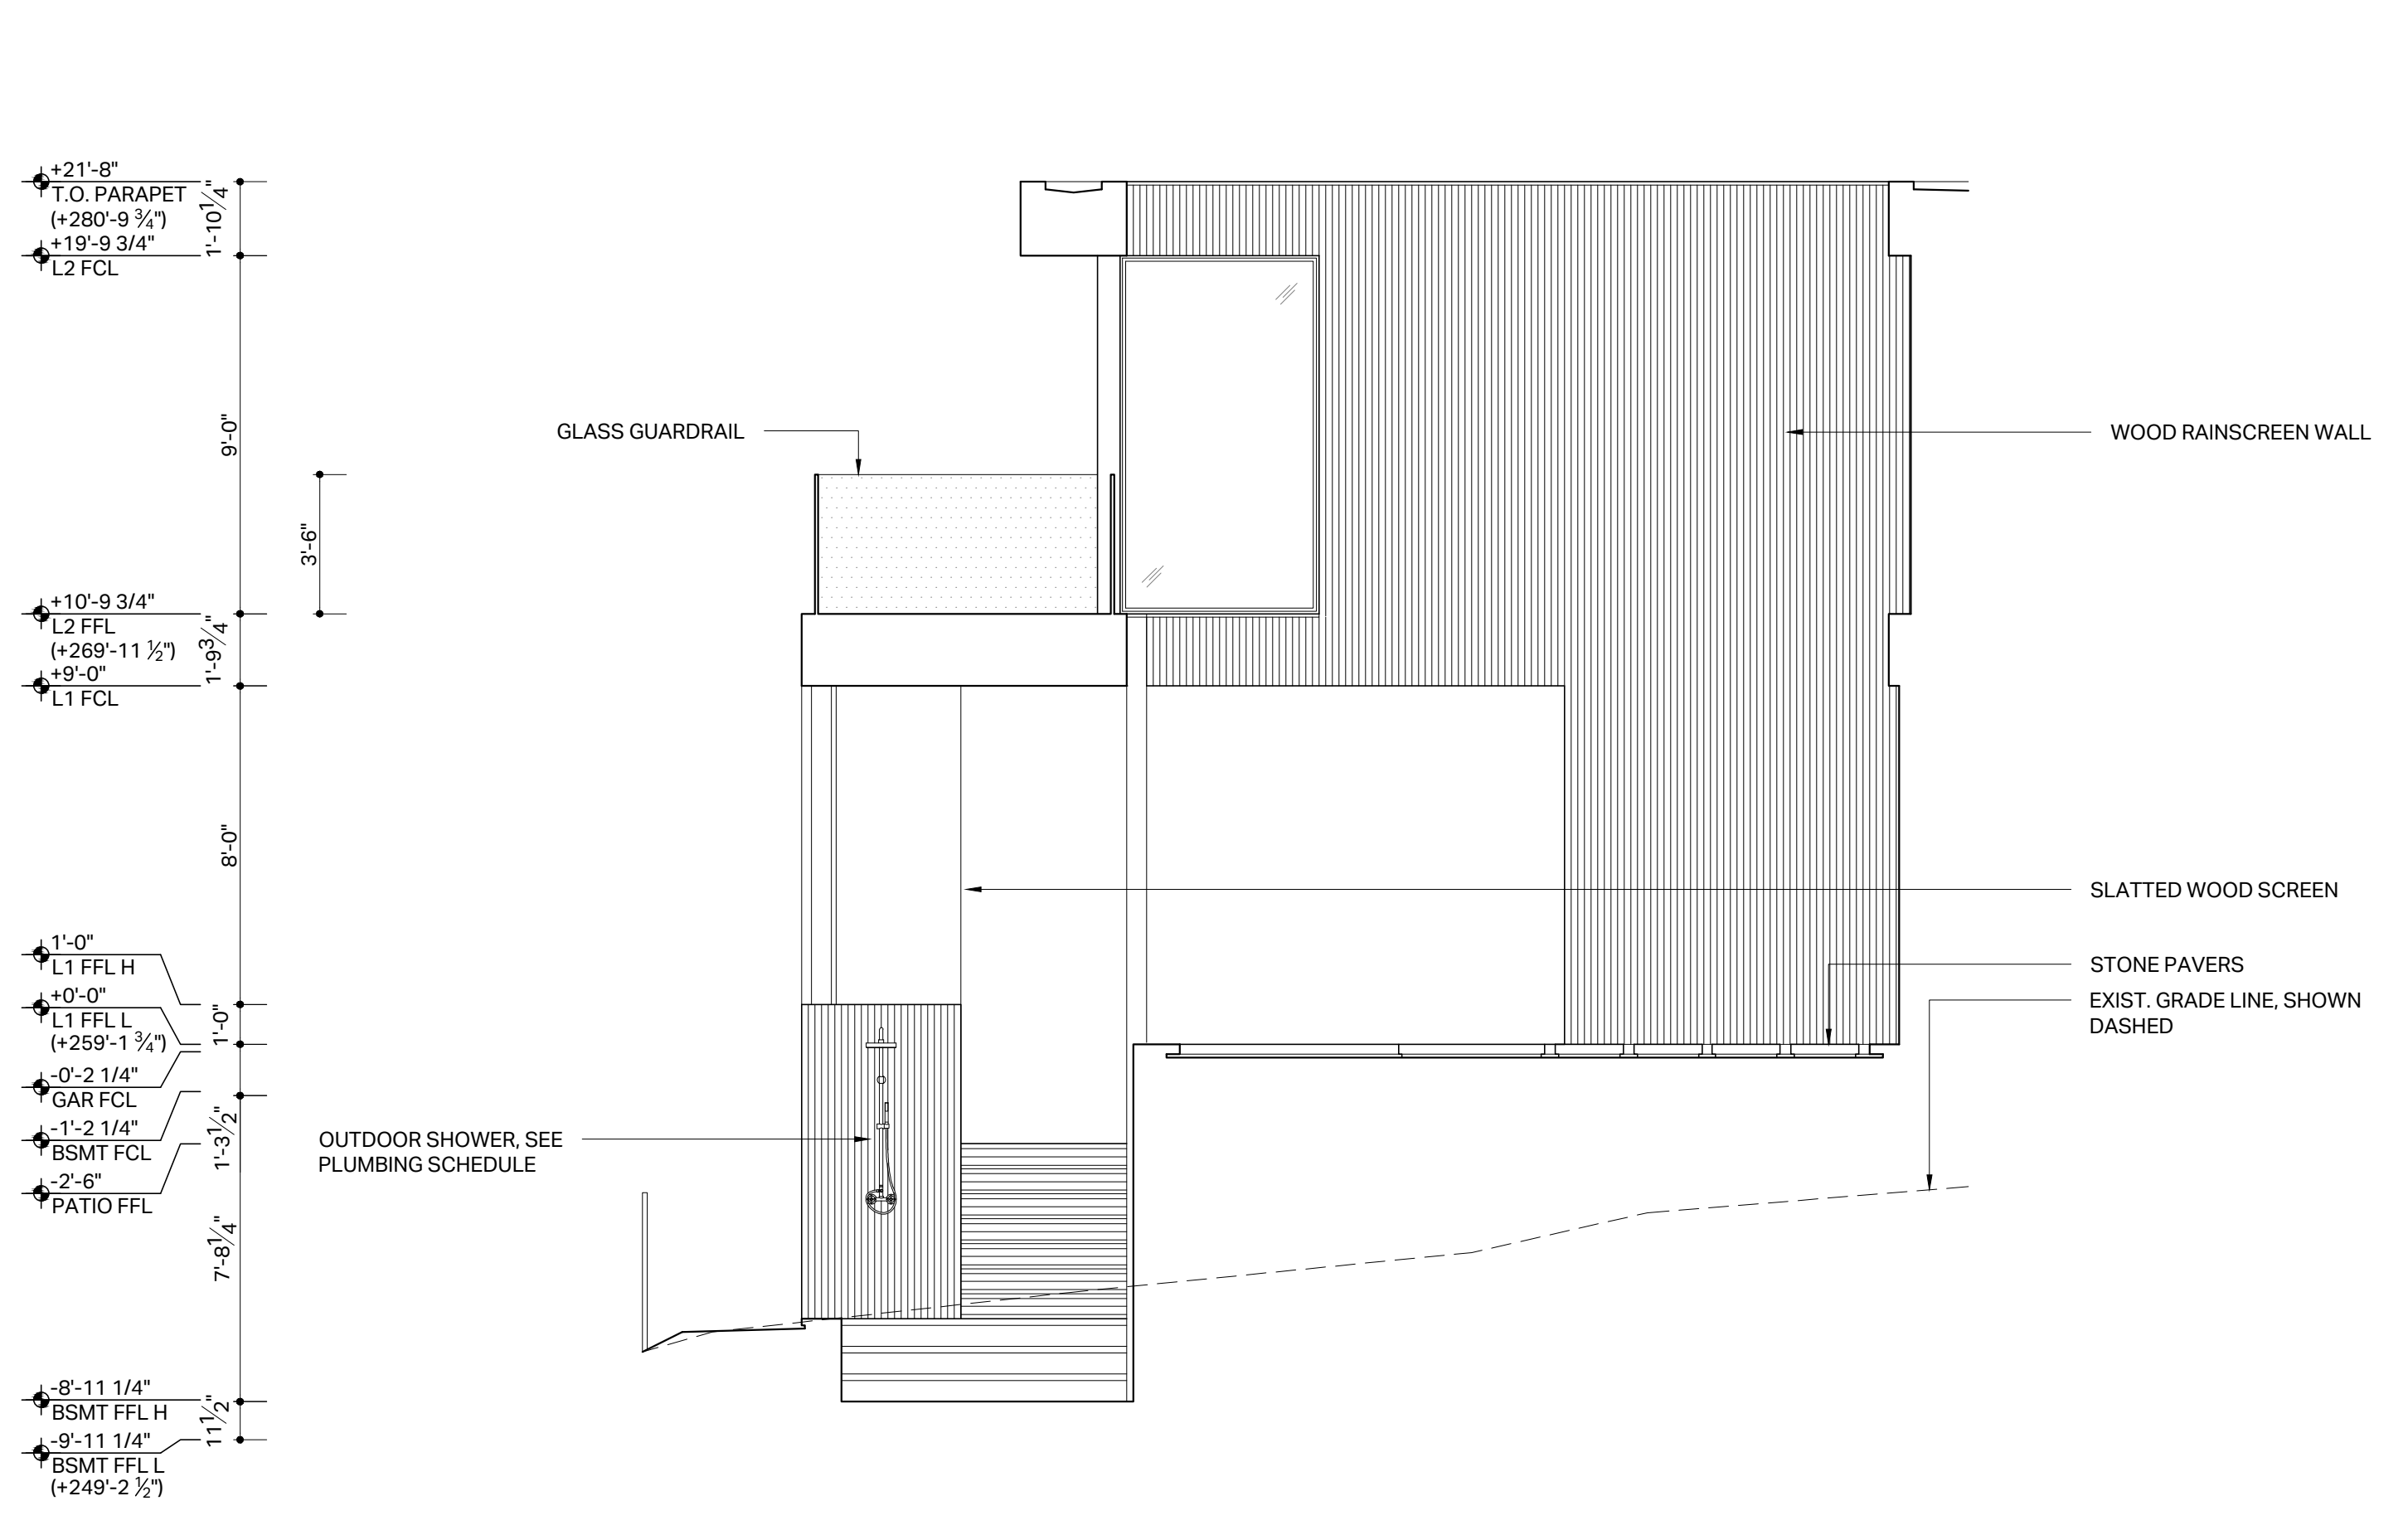 +21'-8"
T.O. PARAPET
(+280'-9 ¾")
+19'-9 3/4"
L2 FCL
1'-10¼"
9'-0"
3'-6"
+10'-9 3/4"
L2 FFL
(+269'-11 ½")
+9'-0"
L1 FCL
1'-9¾"
8'-0"
1'-0"
L1 FFL H
+0'-0"
L1 FFL L
(+259'-1 ¾")
-0'-2 1/4"
GAR FCL
-1'-2 1/4"
BSMT FCL
-2'-6"
PATIO FFL
1'-0"
1'-3½"
7'-8¼"
-8'-11 1/4"
BSMT FFL H
-9'-11 1/4"
BSMT FFL L
(+249'-2 ½")
11½"
GLASS GUARDRAIL
OUTDOOR SHOWER, SEE
PLUMBING SCHEDULE
WOOD RAINSCREEN WALL
SLATTED WOOD SCREEN
STONE PAVERS
EXIST. GRADE LINE, SHOWN
DASHED